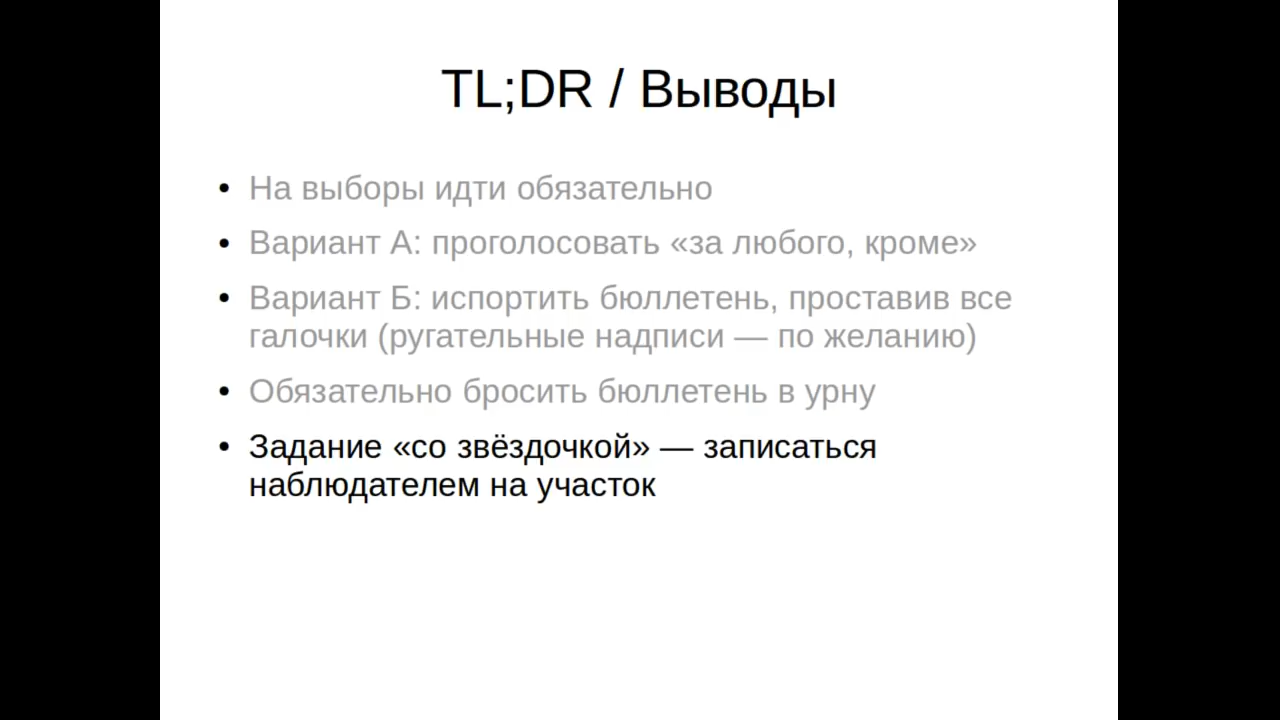 TL;DR / Выводы
• На выборы идти обязательно
• Вариант А: проголосовать «за любого, кроме»
• Вариант Б: испортить бюллетень, проставив все
галочки (ругательные надписи — по желанию)
• Обязательно бросить бюллетень в урну
• Задание «со звёздочкой» — записаться
наблюдателем на участок